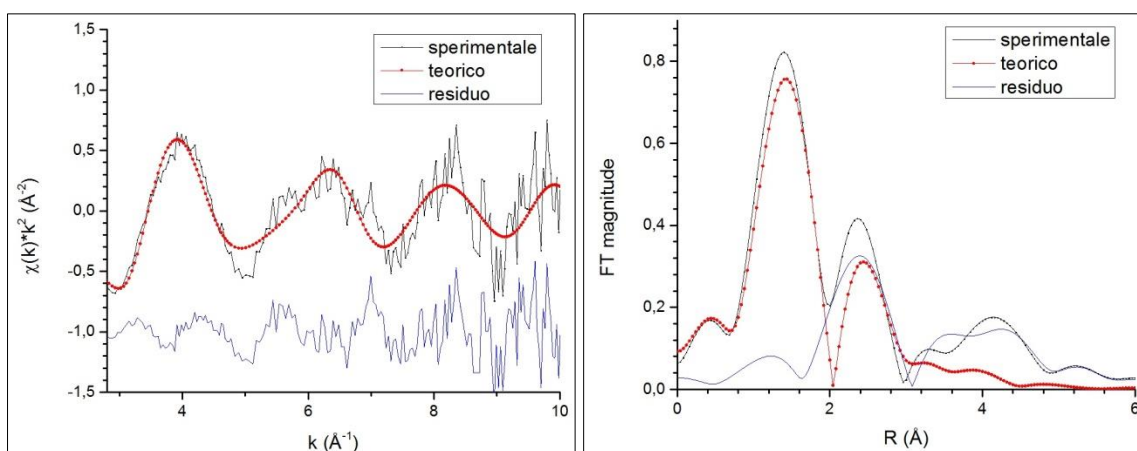 1,5
1,0
0,5
0,0
-0,5
-1,0
-1,5
χ(k)*k² (Å⁻²)
sperimentale
teorico
residuo
4 6 8 10
k (Å⁻¹)
0,8
0,6
0,4
0,2
0,0
FT magnitude
sperimentale
teorico
residuo
0 2 4 6
R (Å)